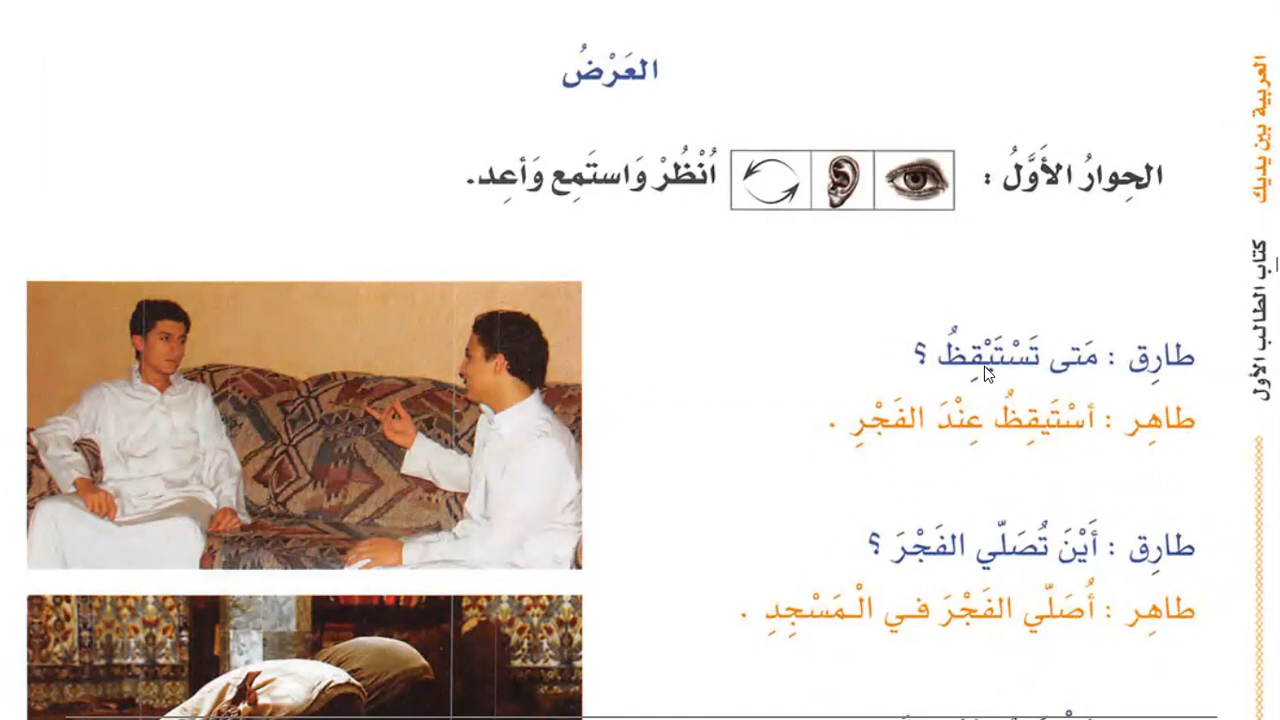 العَرْضُ
الحِوارُ الأَوَّلُ : اُنْظُرْ وَاستَمِع وَأعِد.
طارِق : مَتى تَسْتَيْقِظُ ؟
طاهِر : أسْتَيقِظُ عِنْدَ الفَجْرِ .
طارِق : أَيْنَ تُصَلّي الفَجْرَ ؟
طاهِر : أُصَلّي الفَجْرَ في الْمَسْجِدِ .
العربية بين يديك
كتاب الطالب الأول